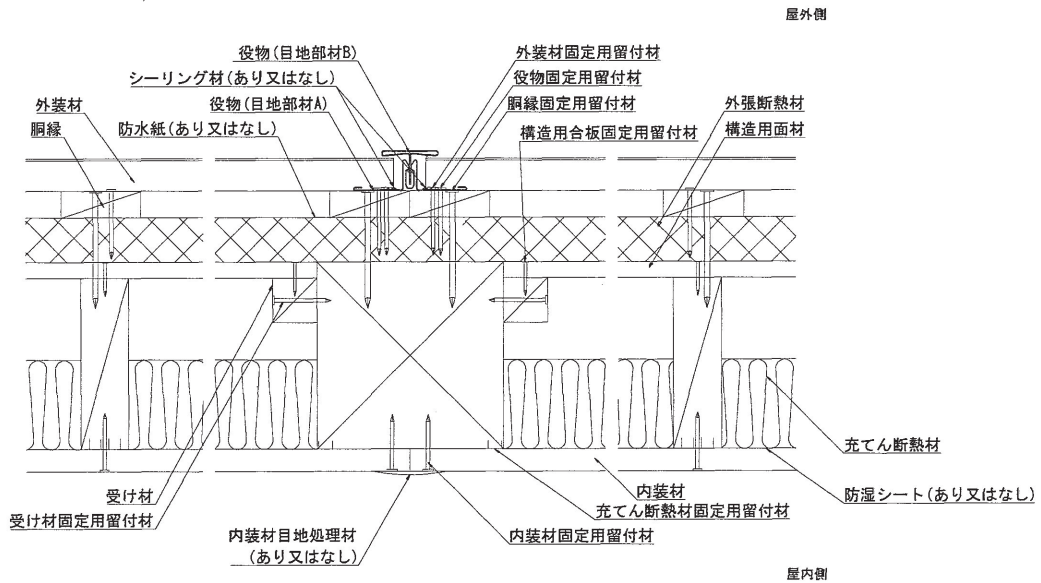 屋外側
役物(目地部材B)
シーリング材(あり又はなし)
役物(目地部材A)
防水紙(あり又はなし)
外装材
胴縁
外装材固定用留付材
役物固定用留付材
胴縁固定用留付材
構造用合板固定用留付材
外張断熱材
構造用面材
充てん断熱材
防湿シート(あり又はなし)
内装材
充てん断熱材固定用留付材
内装材固定用留付材
受け材
受け材固定用留付材
内装材目地処理材
(あり又はなし)
屋内側